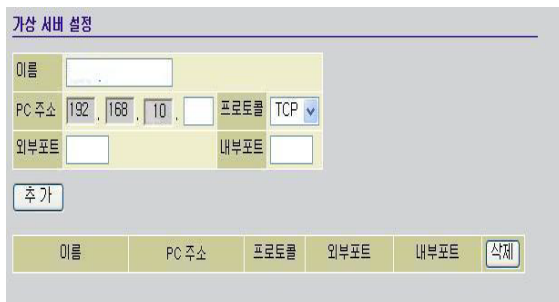 가상 서버 설정
이름
PC 주소 192 . 168 . 10 . 프로토콜 TCP
외부포트 내부포트
추가
이름 PC 주소 프로토콜 외부포트 내부포트 삭제